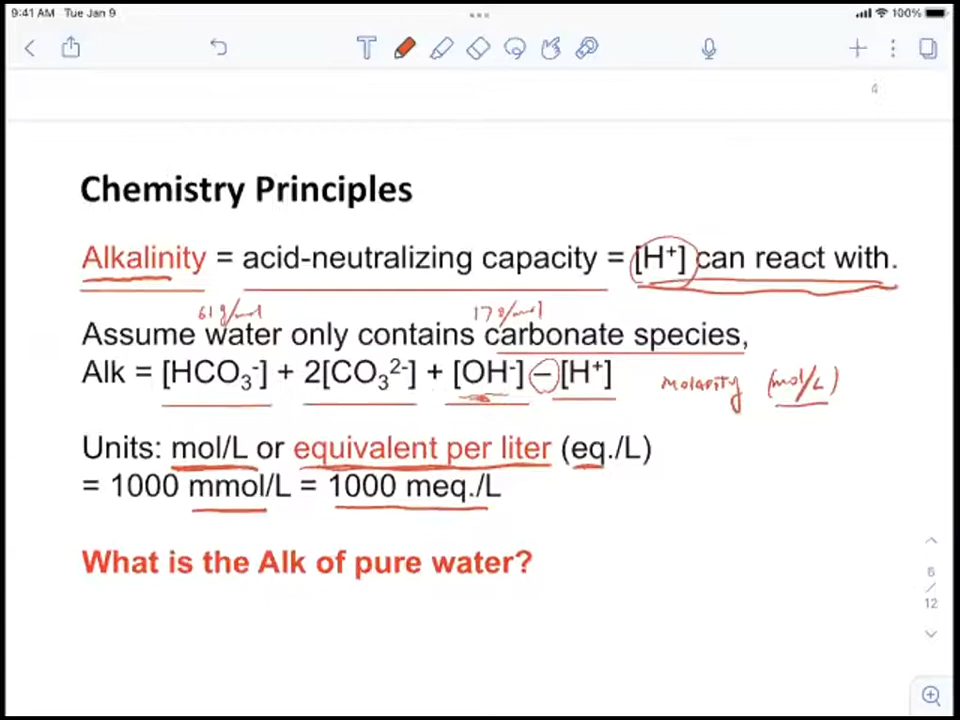 9:41 AM Tue Jan 9
100%
4
Chemistry Principles
Alkalinity = acid-neutralizing capacity = [H⁺] can react with.
61 g/mol 17 g/mol
Assume water only contains carbonate species,
Alk = [HCO₃⁻] + 2[CO₃²⁻] + [OH⁻] – [H⁺] Molarity (mol/L)
Units: mol/L or equivalent per liter (eq./L)
= 1000 mmol/L = 1000 meq./L
What is the Alk of pure water?
6
/
12